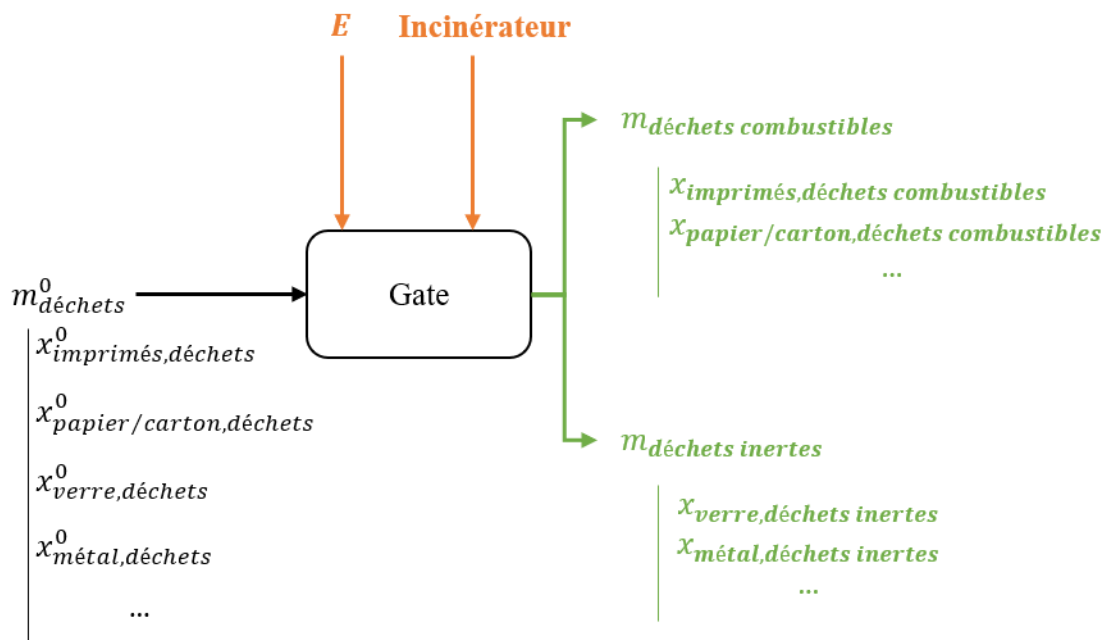 E Incinérateur
m déchets combustibles
x imprimés,déchets combustibles
x papier/carton,déchets combustibles
...
Gate
m⁰ déchets
x⁰ imprimés,déchets
x⁰ papier/carton,déchets
x⁰ verre,déchets
x⁰ métal,déchets
...
m déchets inertes
x verre,déchets inertes
x métal,déchets inertes
...